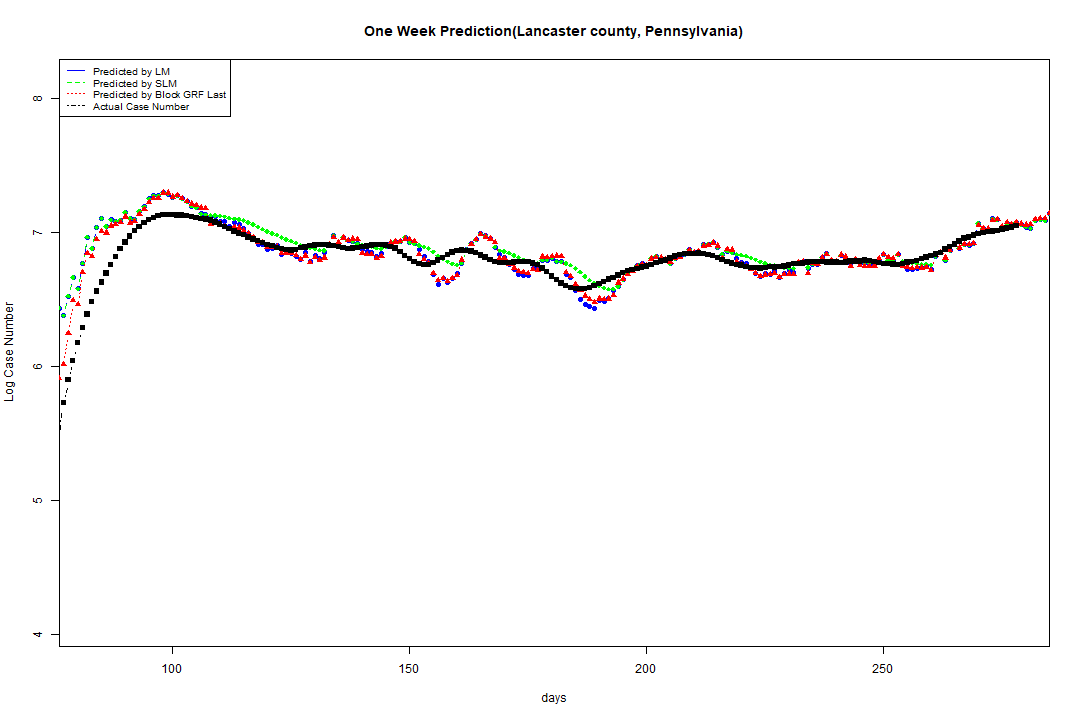 One Week Prediction(Lancaster county, Pennsylvania)
Predicted by LM
Predicted by SLM
Predicted by Block GRF Last
Actual Case Number
8
7
6
5
4
Log Case Number
100 150 200 250
days